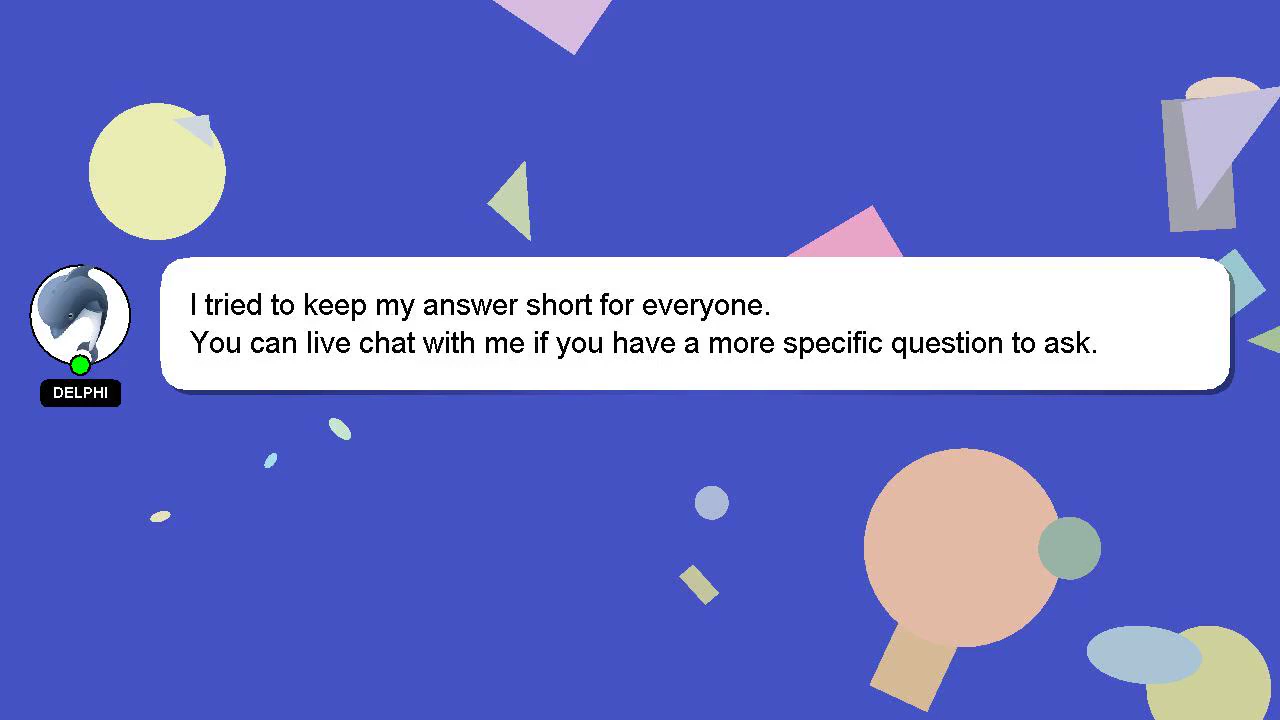 I tried to keep my answer short for everyone.
You can live chat with me if you have a more specific question to ask.
DELPHI